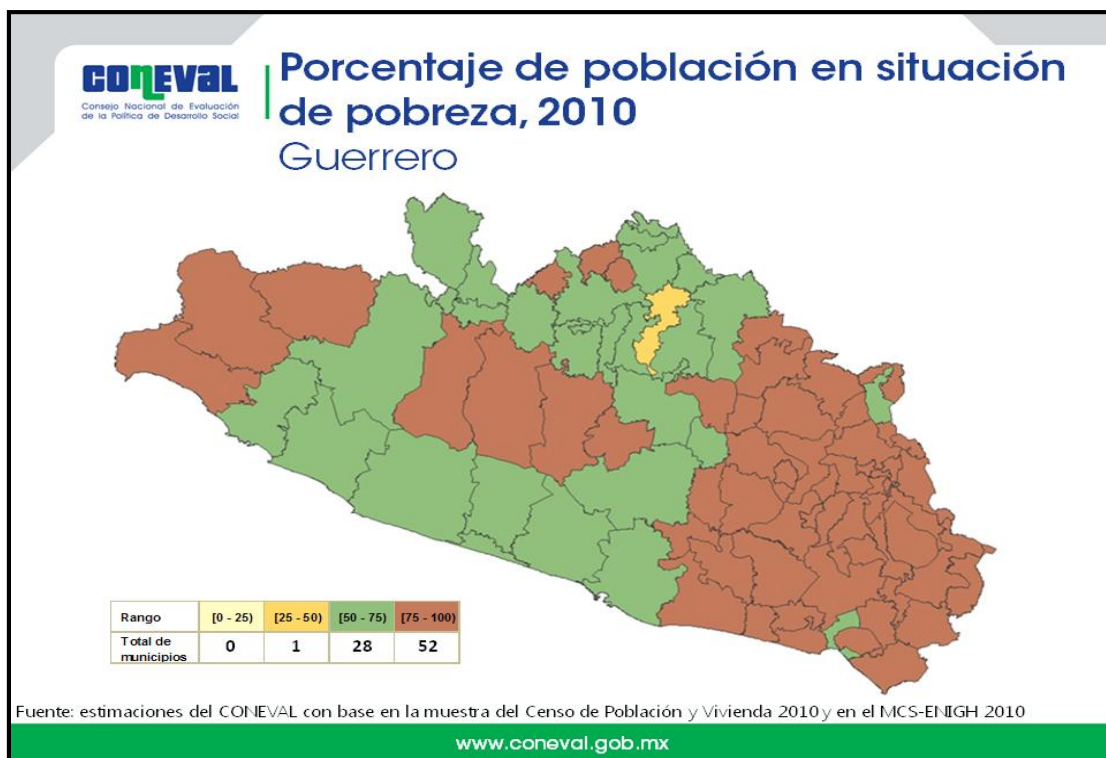 CONEVAL
Consejo Nacional de Evaluación
de la Política de Desarrollo Social
Porcentaje de población en situación
de pobreza, 2010
Guerrero
Rango [0 - 25) [25 - 50) [50 - 75) [75 - 100)
Total de
municipios 0 1 28 52
Fuente: estimaciones del CONEVAL con base en la muestra del Censo de Población y Vivienda 2010 y en el MCS-ENIGH 2010
www.coneval.gob.mx